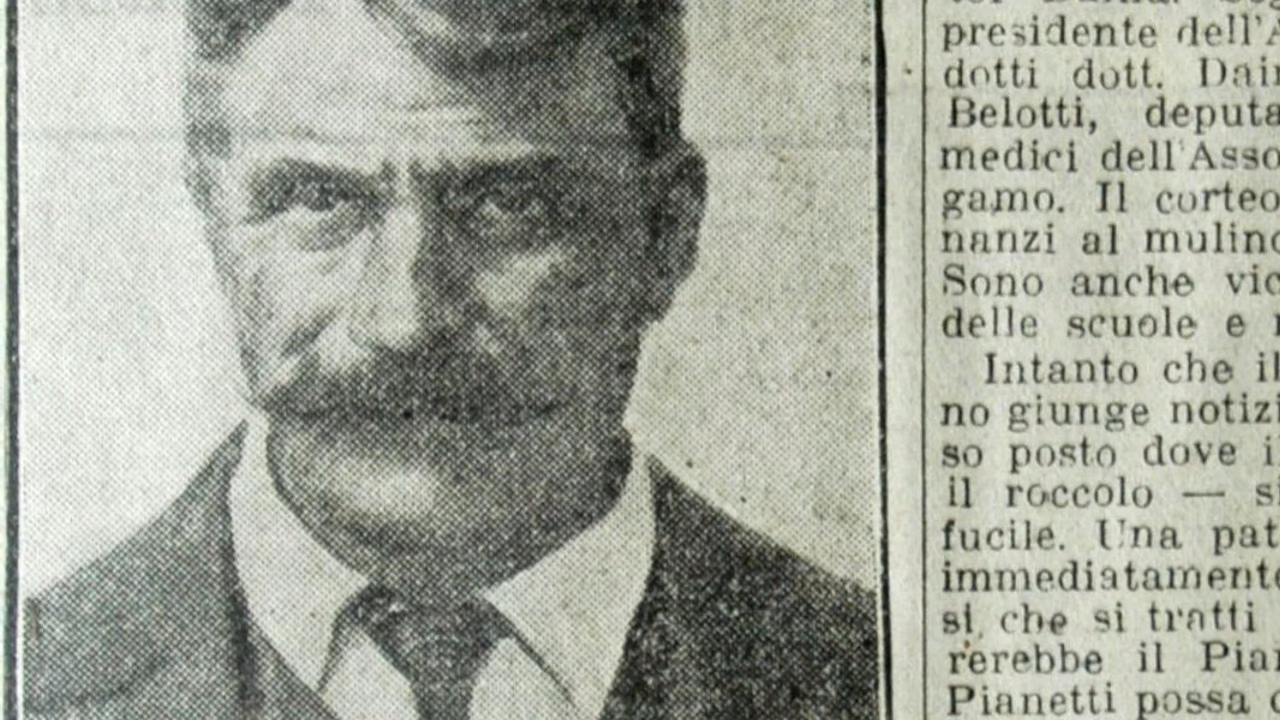 presidente dell'A
dotti dott. Dai
Belotti, deputa
medici dell'Asso
gamo. Il corteo
nanzi al mulino
Sono anche vic
delle scuole e
Intanto che il
no giunge notizi
so posto dove i
il roccolo — s
fucile. Una pat
immediatamente
si, che si tratti
rerebbe il Pia
Pianetti possa